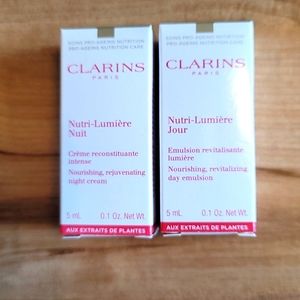 SOINS PRO-AGEING NUTRITION
PRO-AGEING NUTRITION CARE
CLARINS
PARIS
Nutri-Lumière
Nuit
Crème reconstituante
intense
Nourishing, rejuvenating
night cream
5 mL 0.1 Oz. Net Wt.
AUX EXTRAITS DE PLANTES
SOINS PRO-AGEING NUTRITION
PRO-AGEING NUTRITION CARE
CLARINS
PARIS
Nutri-Lumière
Jour
Emulsion revitalisante
lumière
Nourishing, revitalizing
day emulsion
5 mL 0.1 Oz. Net Wt.
AUX EXTRAITS DE PLANTES